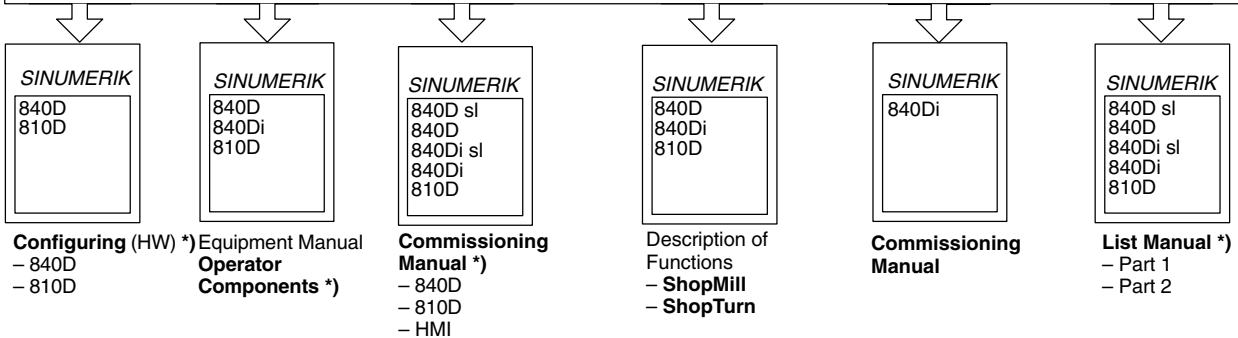 SINUMERIK
840D
810D
Configuring (HW) *)
– 840D
– 810D
SINUMERIK
840D
840Di
810D
Equipment Manual
Operator
Components *)
SINUMERIK
840D sl
840D
840Di sl
840Di
810D
Commissioning
Manual *)
– 840D
– 810D
– HMI
SINUMERIK
840D
840Di
810D
Description of
Functions
– ShopMill
– ShopTurn
SINUMERIK
840Di
Commissioning
Manual
SINUMERIK
840D sl
840D
840Di sl
840Di
810D
List Manual *)
– Part 1
– Part 2